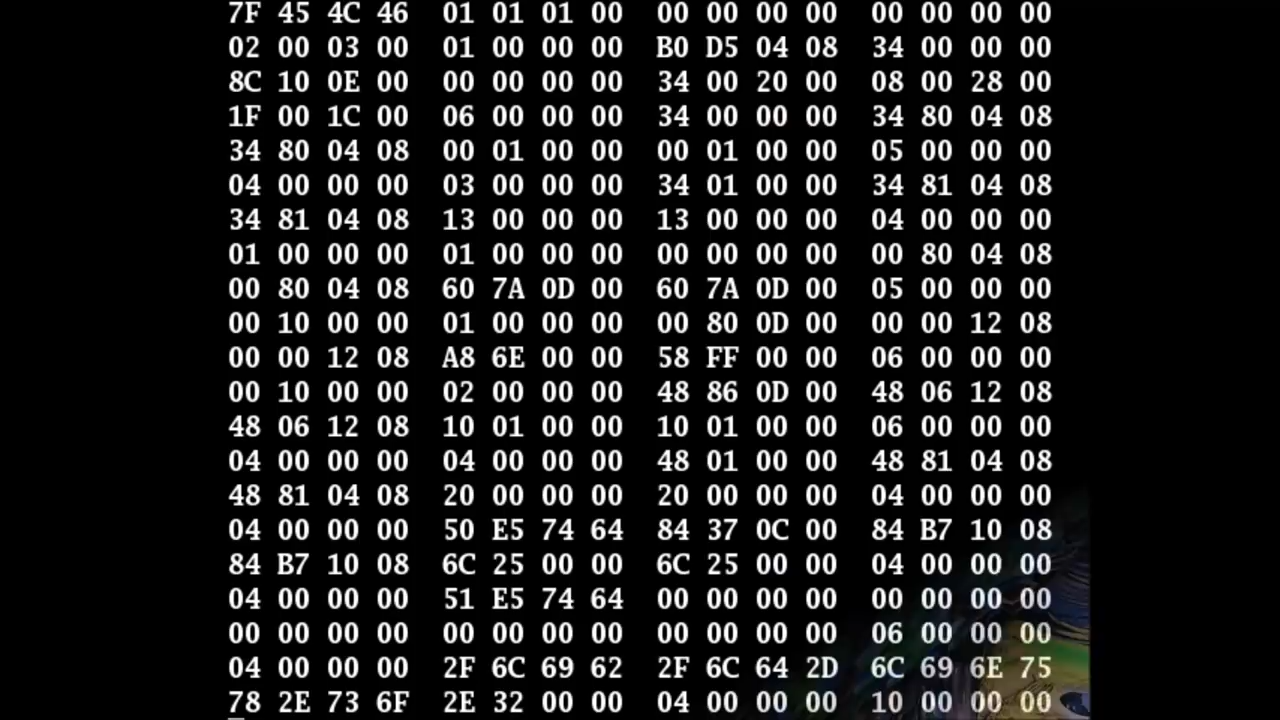 7F 45 4C 46 01 01 01 00 00 00 00 00 00 00 00 00
02 00 03 00 01 00 00 00 B0 D5 04 08 34 00 00 00
8C 10 0E 00 00 00 00 00 34 00 20 00 08 00 28 00
1F 00 1C 00 06 00 00 00 34 00 00 00 34 80 04 08
34 80 04 08 00 01 00 00 00 01 00 00 05 00 00 00
04 00 00 00 03 00 00 00 34 01 00 00 34 81 04 08
34 81 04 08 13 00 00 00 13 00 00 00 04 00 00 00
01 00 00 00 01 00 00 00 00 00 00 00 00 80 04 08
00 80 04 08 60 7A 0D 00 60 7A 0D 00 05 00 00 00
00 10 00 00 01 00 00 00 00 80 0D 00 00 00 12 08
00 00 12 08 A8 6E 00 00 58 FF 00 00 06 00 00 00
00 10 00 00 02 00 00 00 48 86 0D 00 48 06 12 08
48 06 12 08 10 01 00 00 10 01 00 00 06 00 00 00
04 00 00 00 04 00 00 00 48 01 00 00 48 81 04 08
48 81 04 08 20 00 00 00 20 00 00 00 04 00 00 00
04 00 00 00 50 E5 74 64 84 37 0C 00 84 B7 10 08
84 B7 10 08 6C 25 00 00 6C 25 00 00 04 00 00 00
04 00 00 00 51 E5 74 64 00 00 00 00 00 00 00 00
00 00 00 00 00 00 00 00 00 00 00 00 06 00 00 00
04 00 00 00 2F 6C 69 62 2F 6C 64 2D 6C 69 6E 75
78 2E 73 6F 2E 32 00 00 04 00 00 00 10 00 00 00